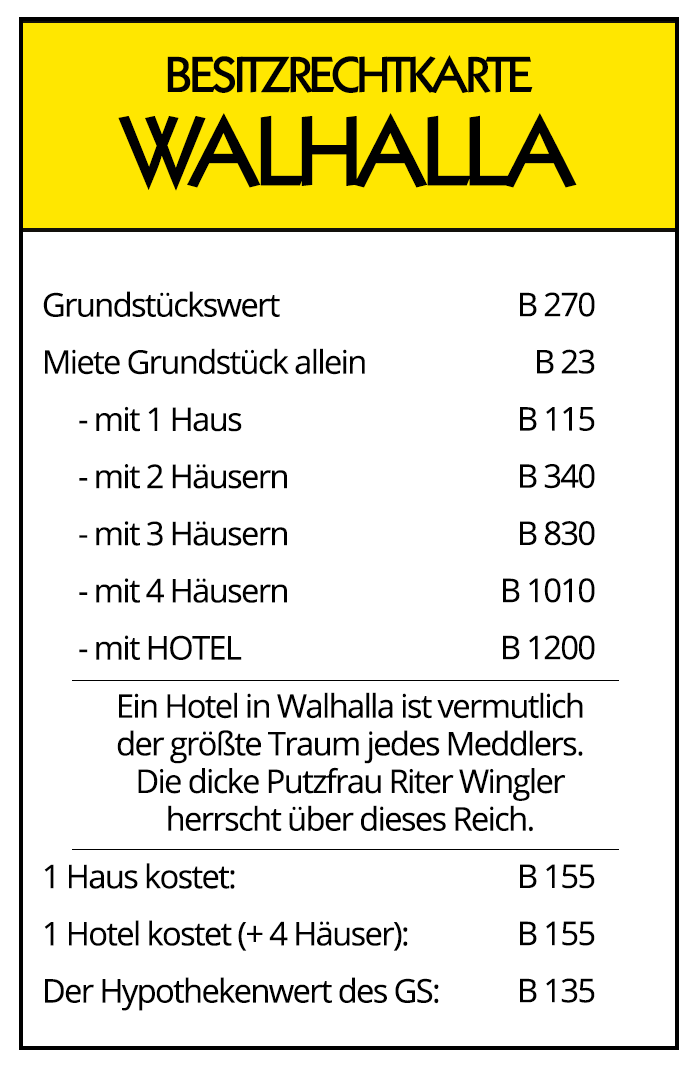 BESITZRECHTKARTE
WALHALLA
Grundstückswert B 270
Miete Grundstück allein B 23
- mit 1 Haus B 115
- mit 2 Häusern B 340
- mit 3 Häusern B 830
- mit 4 Häusern B 1010
- mit HOTEL B 1200
Ein Hotel in Walhalla ist vermutlich
der größte Traum jedes Meddlers.
Die dicke Putzfrau Riter Wingler
herrscht über dieses Reich.
1 Haus kostet: B 155
1 Hotel kostet (+ 4 Häuser): B 155
Der Hypothekenwert des GS: B 135